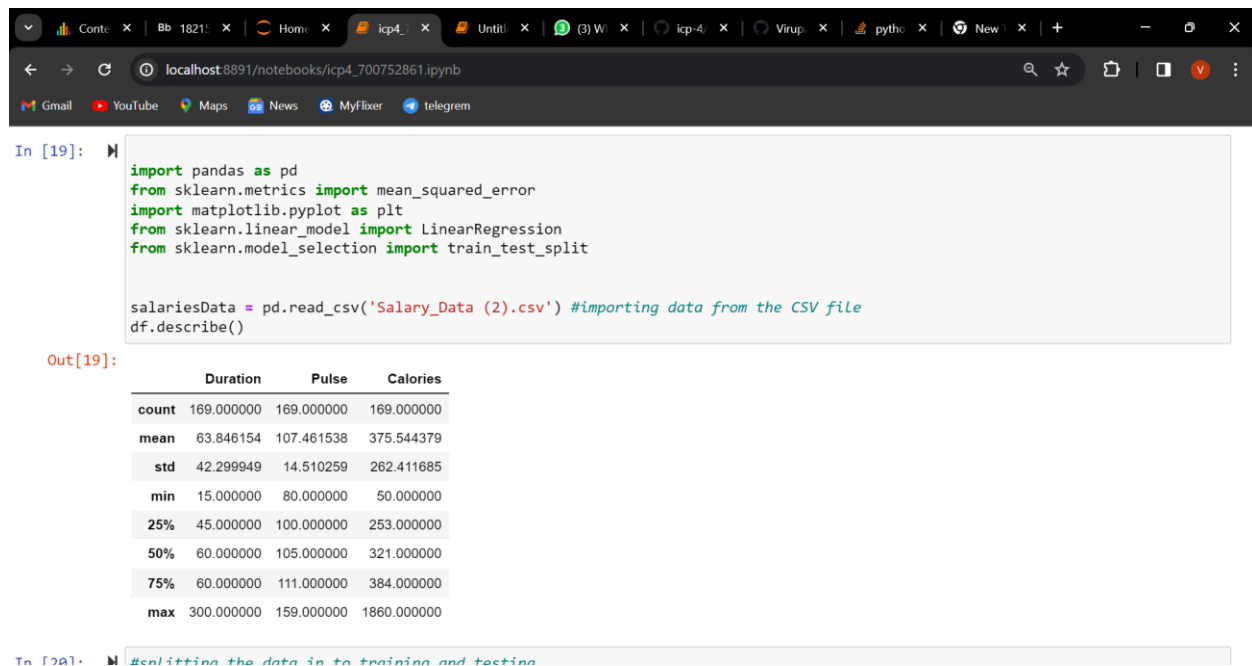 Conte
Bb 18215
Home
icp4_7
Untitl
(3) W
icp-4/
Virup
pytho
New T
localhost:8891/notebooks/icp4_700752861.ipynb
V
Gmail YouTube Maps GE News MyFlixer telegrem
In [19]:
import pandas as pd
from sklearn.metrics import mean_squared_error
import matplotlib.pyplot as plt
from sklearn.linear_model import LinearRegression
from sklearn.model_selection import train_test_split
salariesData = pd.read_csv('Salary_Data (2).csv') #importing data from the CSV file
df.describe()
Out[19]:
Duration Pulse Calories
count 169.000000 169.000000 169.000000
mean 63.846154 107.461538 375.544379
std 42.299949 14.510259 262.411685
min 15.000000 80.000000 50.000000
25% 45.000000 100.000000 253.000000
50% 60.000000 105.000000 321.000000
75% 60.000000 111.000000 384.000000
max 300.000000 159.000000 1860.000000
In [20]: #splitting the data in to training and testing